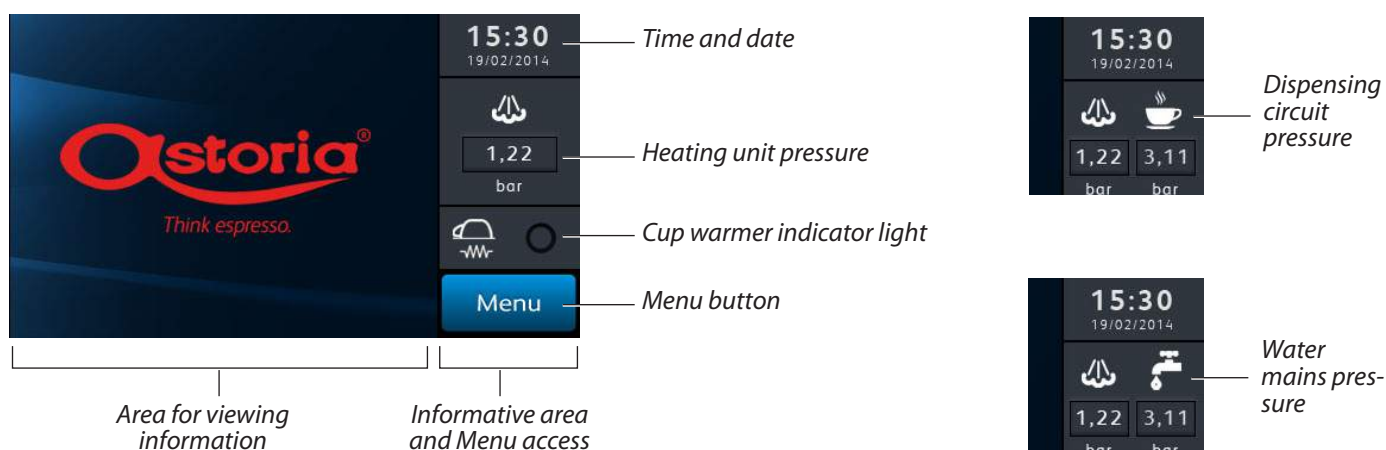 15:30
19/02/2014
Time and date
1,22
bar
Heating unit pressure
astoria®
Think espresso.
Cup warmer indicator light
Menu
Menu button
Area for viewing
information
Informative area
and Menu access
15:30
19/02/2014
1,22 3,11
bar bar
Dispensing
circuit
pressure
15:30
19/02/2014
1,22 3,11
bar bar
Water
mains pres-
sure